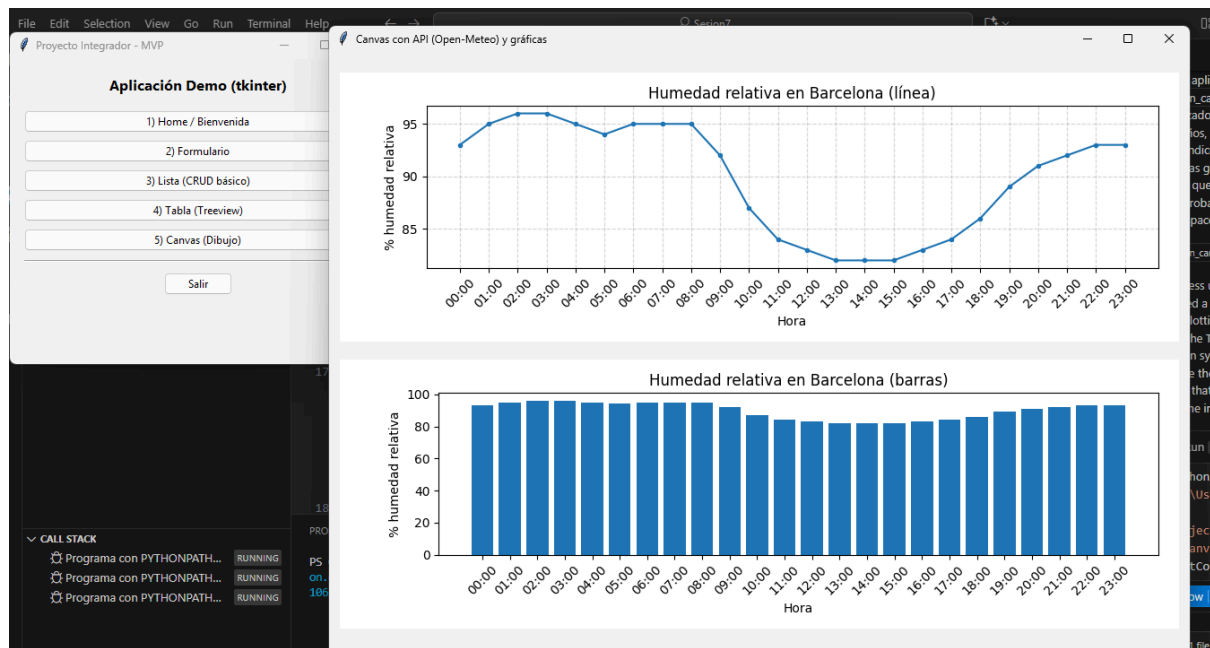 File Edit Selection View Go Run Terminal Help
Sesion7
Proyecto Integrador - MVP
Aplicación Demo (tkinter)
1) Home / Bienvenida
2) Formulario
3) Lista (CRUD básico)
4) Tabla (Treeview)
5) Canvas (Dibujo)
Salir
Canvas con API (Open-Meteo) y gráficas
Humedad relativa en Barcelona (línea)
% humedad relativa
95
90
85
00:00 01:00 02:00 03:00 04:00 05:00 06:00 07:00 08:00 09:00 10:00 11:00 12:00 13:00 14:00 15:00 16:00 17:00 18:00 19:00 20:00 21:00 22:00 23:00
Hora
Humedad relativa en Barcelona (barras)
% humedad relativa
100
80
60
40
20
0
00:00 01:00 02:00 03:00 04:00 05:00 06:00 07:00 08:00 09:00 10:00 11:00 12:00 13:00 14:00 15:00 16:00 17:00 18:00 19:00 20:00 21:00 22:00 23:00
Hora
17
18
CALL STACK
Programa con PYTHONPATH... RUNNING
Programa con PYTHONPATH... RUNNING
Programa con PYTHONPATH... RUNNING
PRO
PS
on.
106